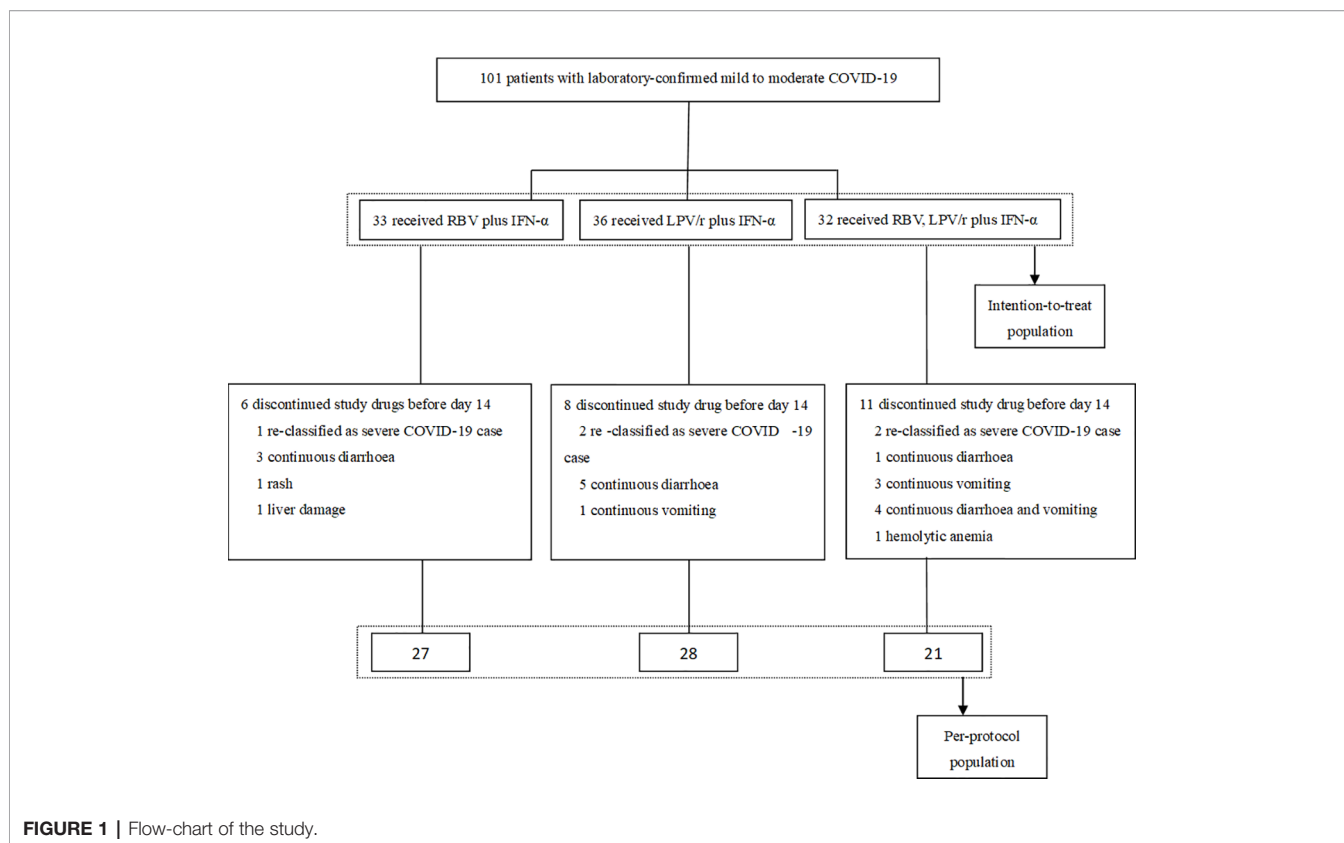 101 patients with laboratory-confirmed mild to moderate COVID-19
33 received RBV plus IFN-α
36 received LPV/r plus IFN-α
32 received RBV, LPV/r plus IFN-α
Intention-to-treat
population
6 discontinued study drugs before day 14
1 re-classified as severe COVID-19 case
3 continuous diarrhoea
1 rash
1 liver damage
8 discontinued study drug before day 14
2 re -classified as severe COVID -19
case
5 continuous diarrhoea
1 continuous vomiting
11 discontinued study drug before day 14
2 re-classified as severe COVID-19 case
1 continuous diarrhoea
3 continuous vomiting
4 continuous diarrhoea and vomiting
1 hemolytic anemia
27
28
21
Per-protocol
population
FIGURE 1 | Flow-chart of the study.